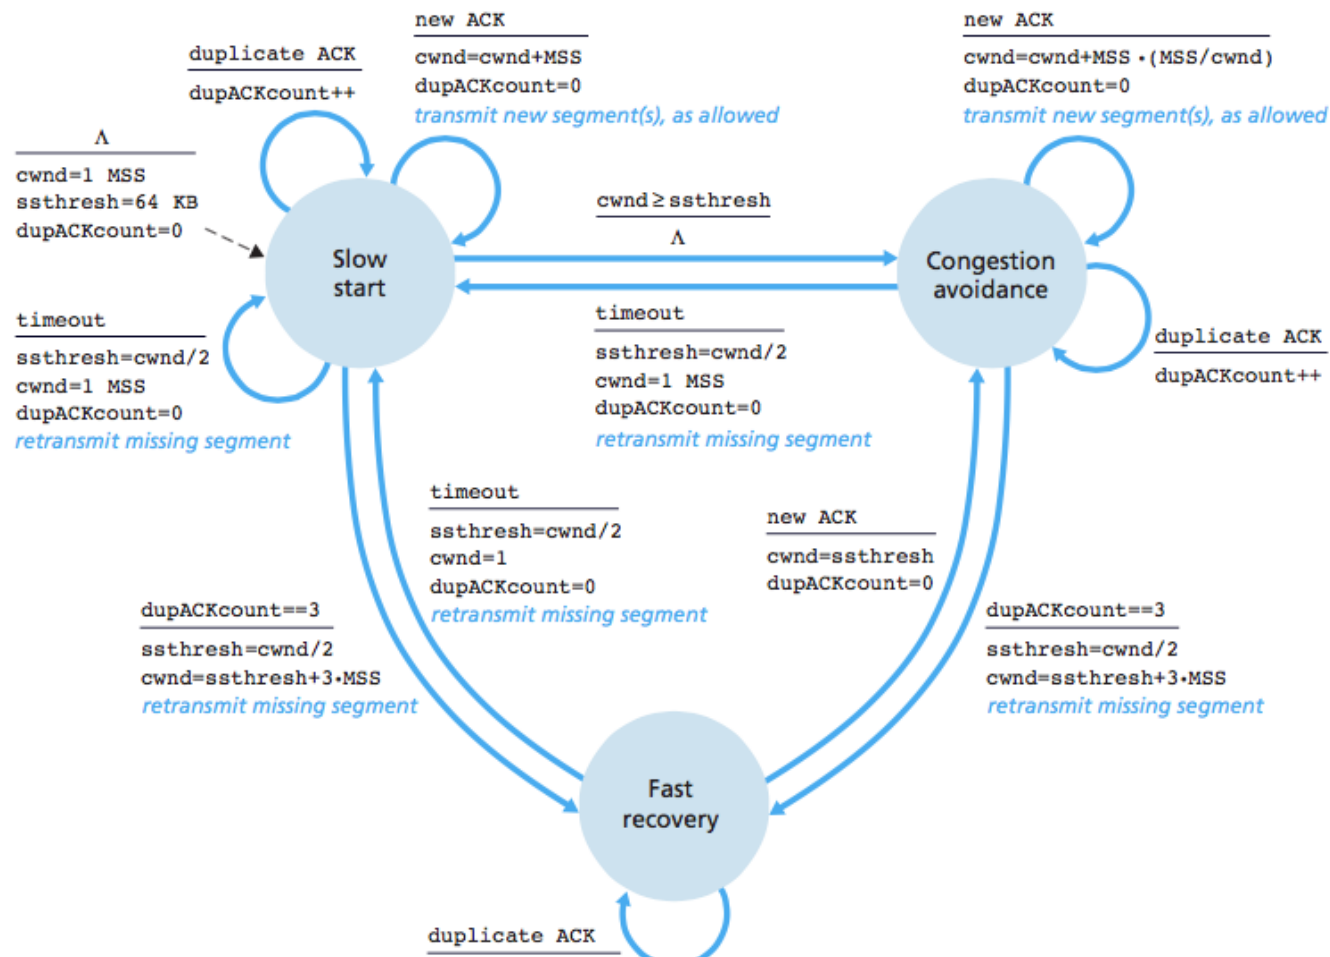 duplicate ACK
dupACKcount++
new ACK
cwnd=cwnd+MSS
dupACKcount=0
transmit new segment(s), as allowed
new ACK
cwnd=cwnd+MSS •(MSS/cwnd)
dupACKcount=0
transmit new segment(s), as allowed
Λ
cwnd=1 MSS
ssthresh=64 KB
dupACKcount=0
Slow
start
cwnd≥ssthresh
Λ
Congestion
avoidance
timeout
ssthresh=cwnd/2
cwnd=1 MSS
dupACKcount=0
retransmit missing segment
timeout
ssthresh=cwnd/2
cwnd=1 MSS
dupACKcount=0
retransmit missing segment
duplicate ACK
dupACKcount++
timeout
ssthresh=cwnd/2
cwnd=1
dupACKcount=0
retransmit missing segment
new ACK
cwnd=ssthresh
dupACKcount=0
dupACKcount==3
ssthresh=cwnd/2
cwnd=ssthresh+3•MSS
retransmit missing segment
dupACKcount==3
ssthresh=cwnd/2
cwnd=ssthresh+3•MSS
retransmit missing segment
Fast
recovery
duplicate ACK